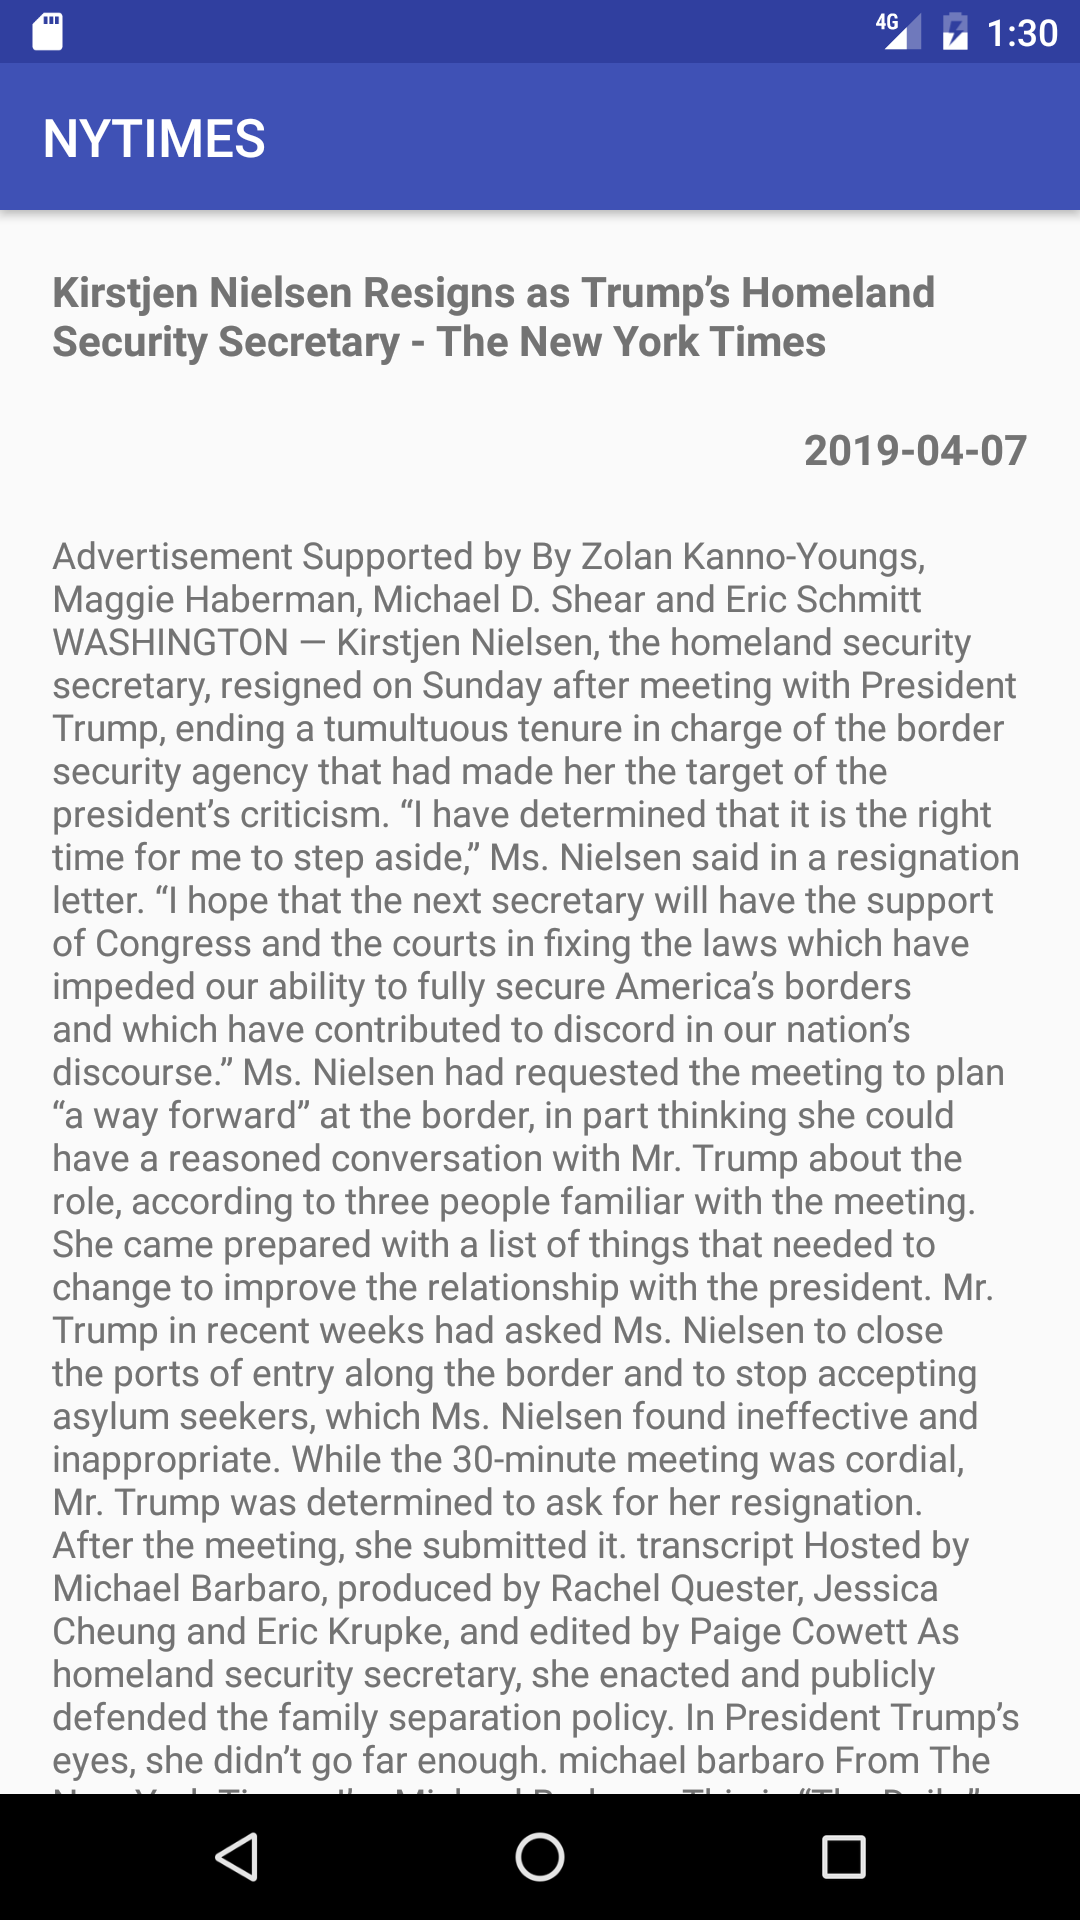 4G 1:30
NYTIMES
Kirstjen Nielsen Resigns as Trump’s Homeland
Security Secretary - The New York Times
2019-04-07
Advertisement Supported by By Zolan Kanno-Youngs,
Maggie Haberman, Michael D. Shear and Eric Schmitt
WASHINGTON — Kirstjen Nielsen, the homeland security
secretary, resigned on Sunday after meeting with President
Trump, ending a tumultuous tenure in charge of the border
security agency that had made her the target of the
president’s criticism. “I have determined that it is the right
time for me to step aside,” Ms. Nielsen said in a resignation
letter. “I hope that the next secretary will have the support
of Congress and the courts in fixing the laws which have
impeded our ability to fully secure America’s borders
and which have contributed to discord in our nation’s
discourse.” Ms. Nielsen had requested the meeting to plan
“a way forward” at the border, in part thinking she could
have a reasoned conversation with Mr. Trump about the
role, according to three people familiar with the meeting.
She came prepared with a list of things that needed to
change to improve the relationship with the president. Mr.
Trump in recent weeks had asked Ms. Nielsen to close
the ports of entry along the border and to stop accepting
asylum seekers, which Ms. Nielsen found ineffective and
inappropriate. While the 30-minute meeting was cordial,
Mr. Trump was determined to ask for her resignation.
After the meeting, she submitted it. transcript Hosted by
Michael Barbaro, produced by Rachel Quester, Jessica
Cheung and Eric Krupke, and edited by Paige Cowett As
homeland security secretary, she enacted and publicly
defended the family separation policy. In President Trump’s
eyes, she didn’t go far enough. michael barbaro From The